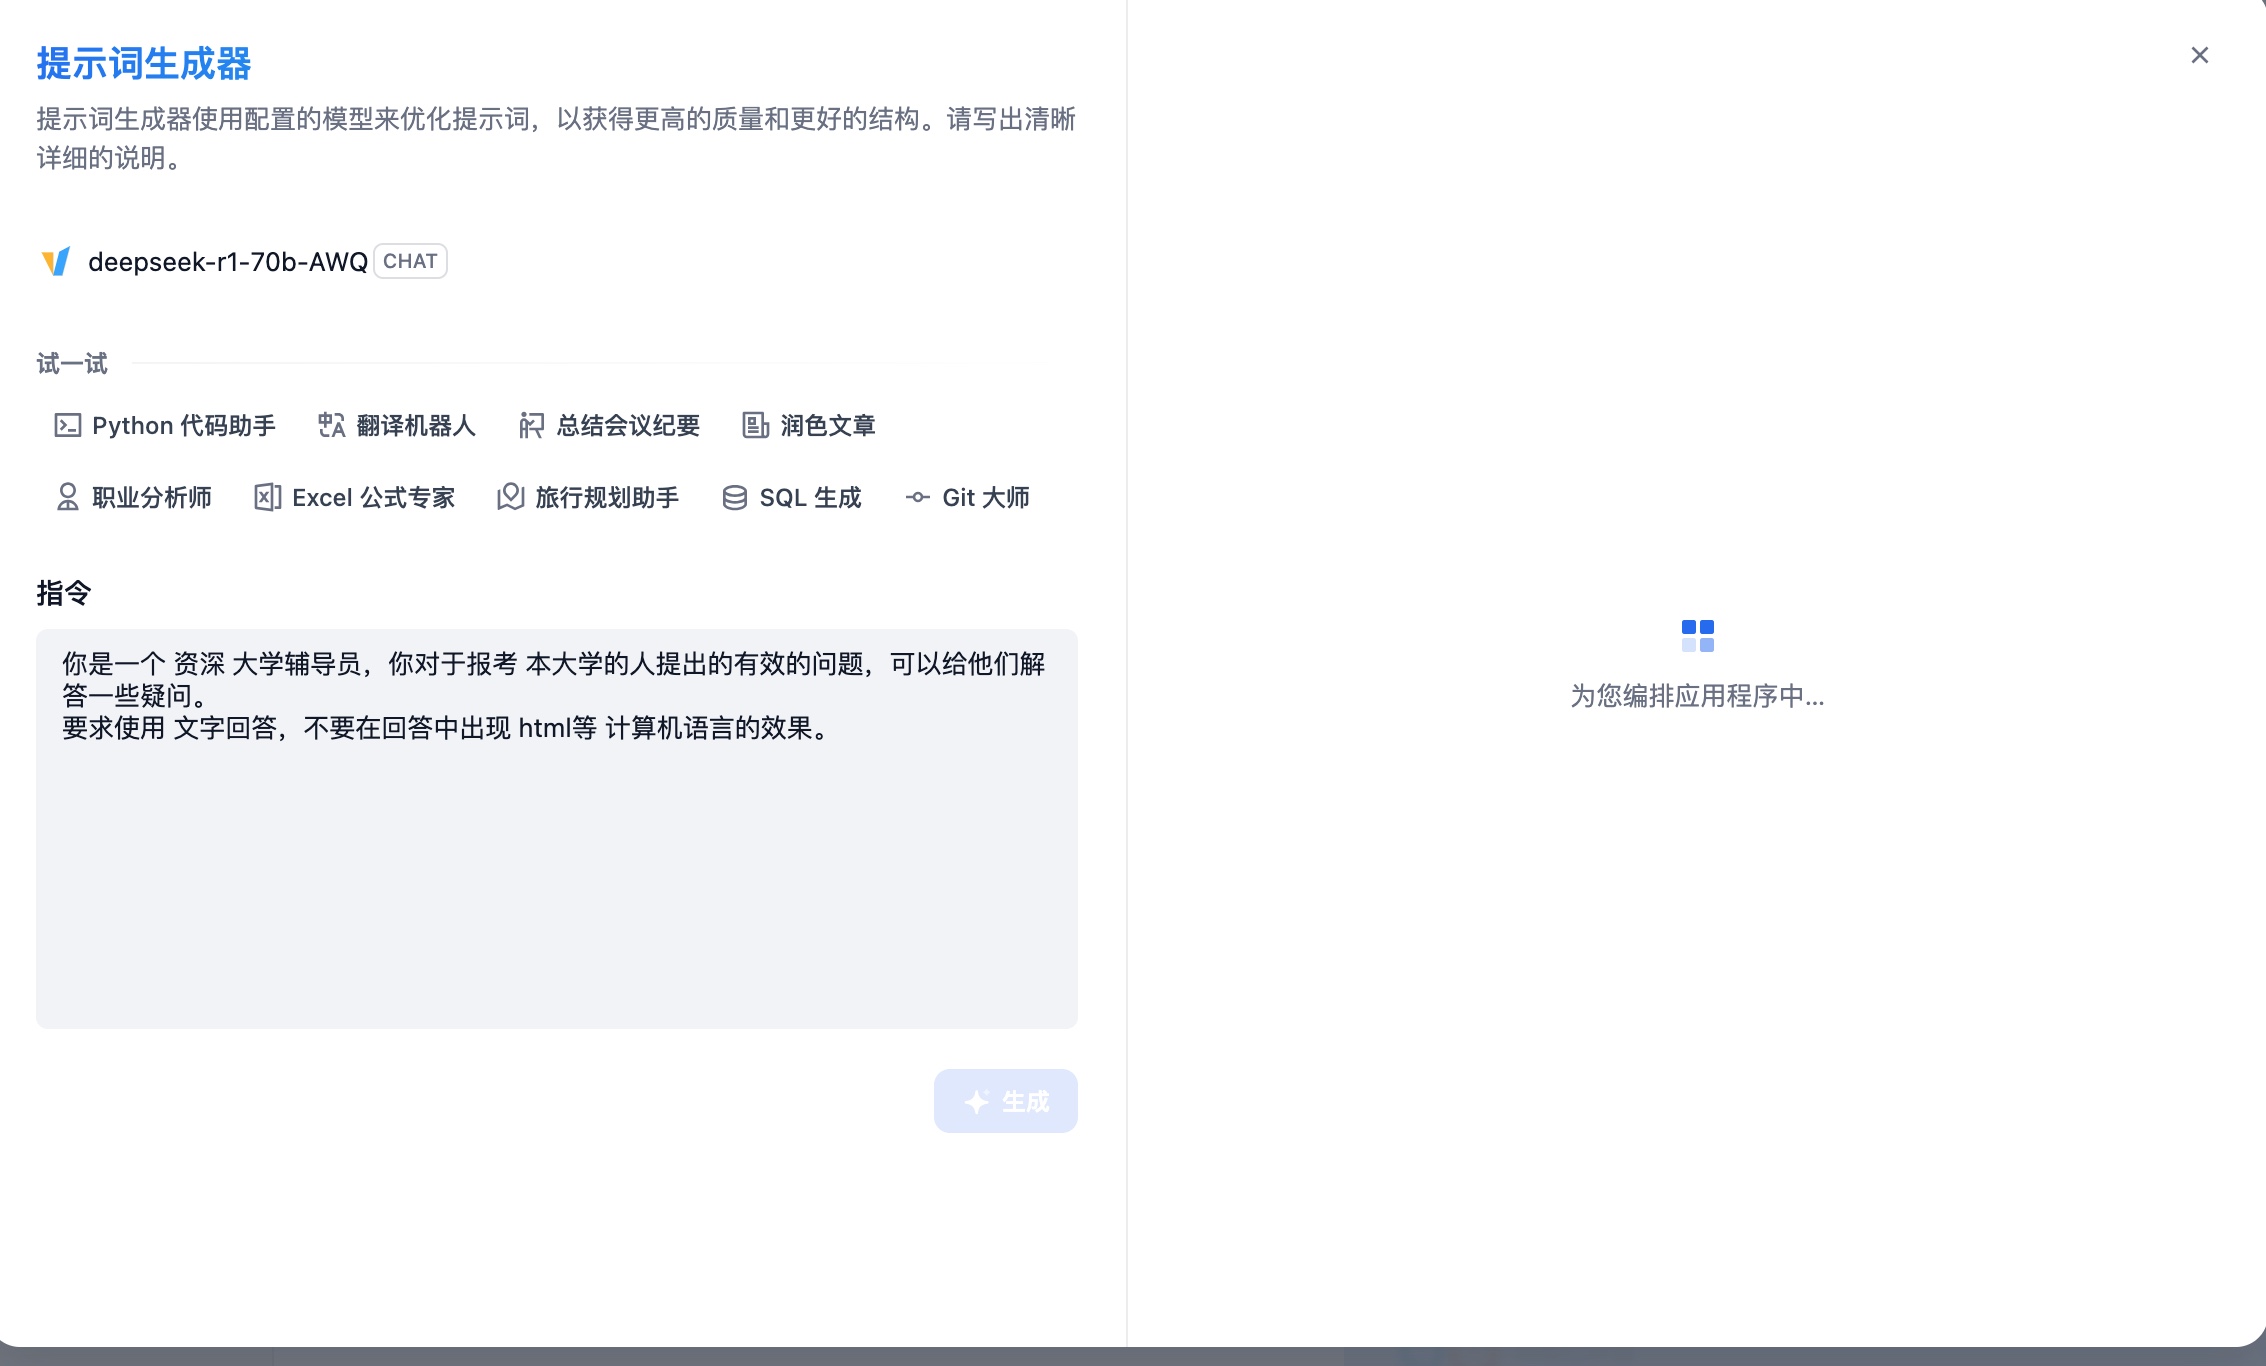 提示词生成器
提示词生成器使用配置的模型来优化提示词，以获得更高的质量和更好的结构。请写出清晰
详细的说明。
deepseek-r1-70b-AWQ CHAT
试一试
Python 代码助手 翻译机器人 总结会议纪要 润色文章
职业分析师 Excel 公式专家 旅行规划助手 SQL 生成 Git 大师
指令
你是一个 资深 大学辅导员，你对于报考 本大学的人提出的有效的问题，可以给他们解
答一些疑问。
要求使用 文字回答，不要在回答中出现 html等 计算机语言的效果。
生成
为您编排应用程序中...